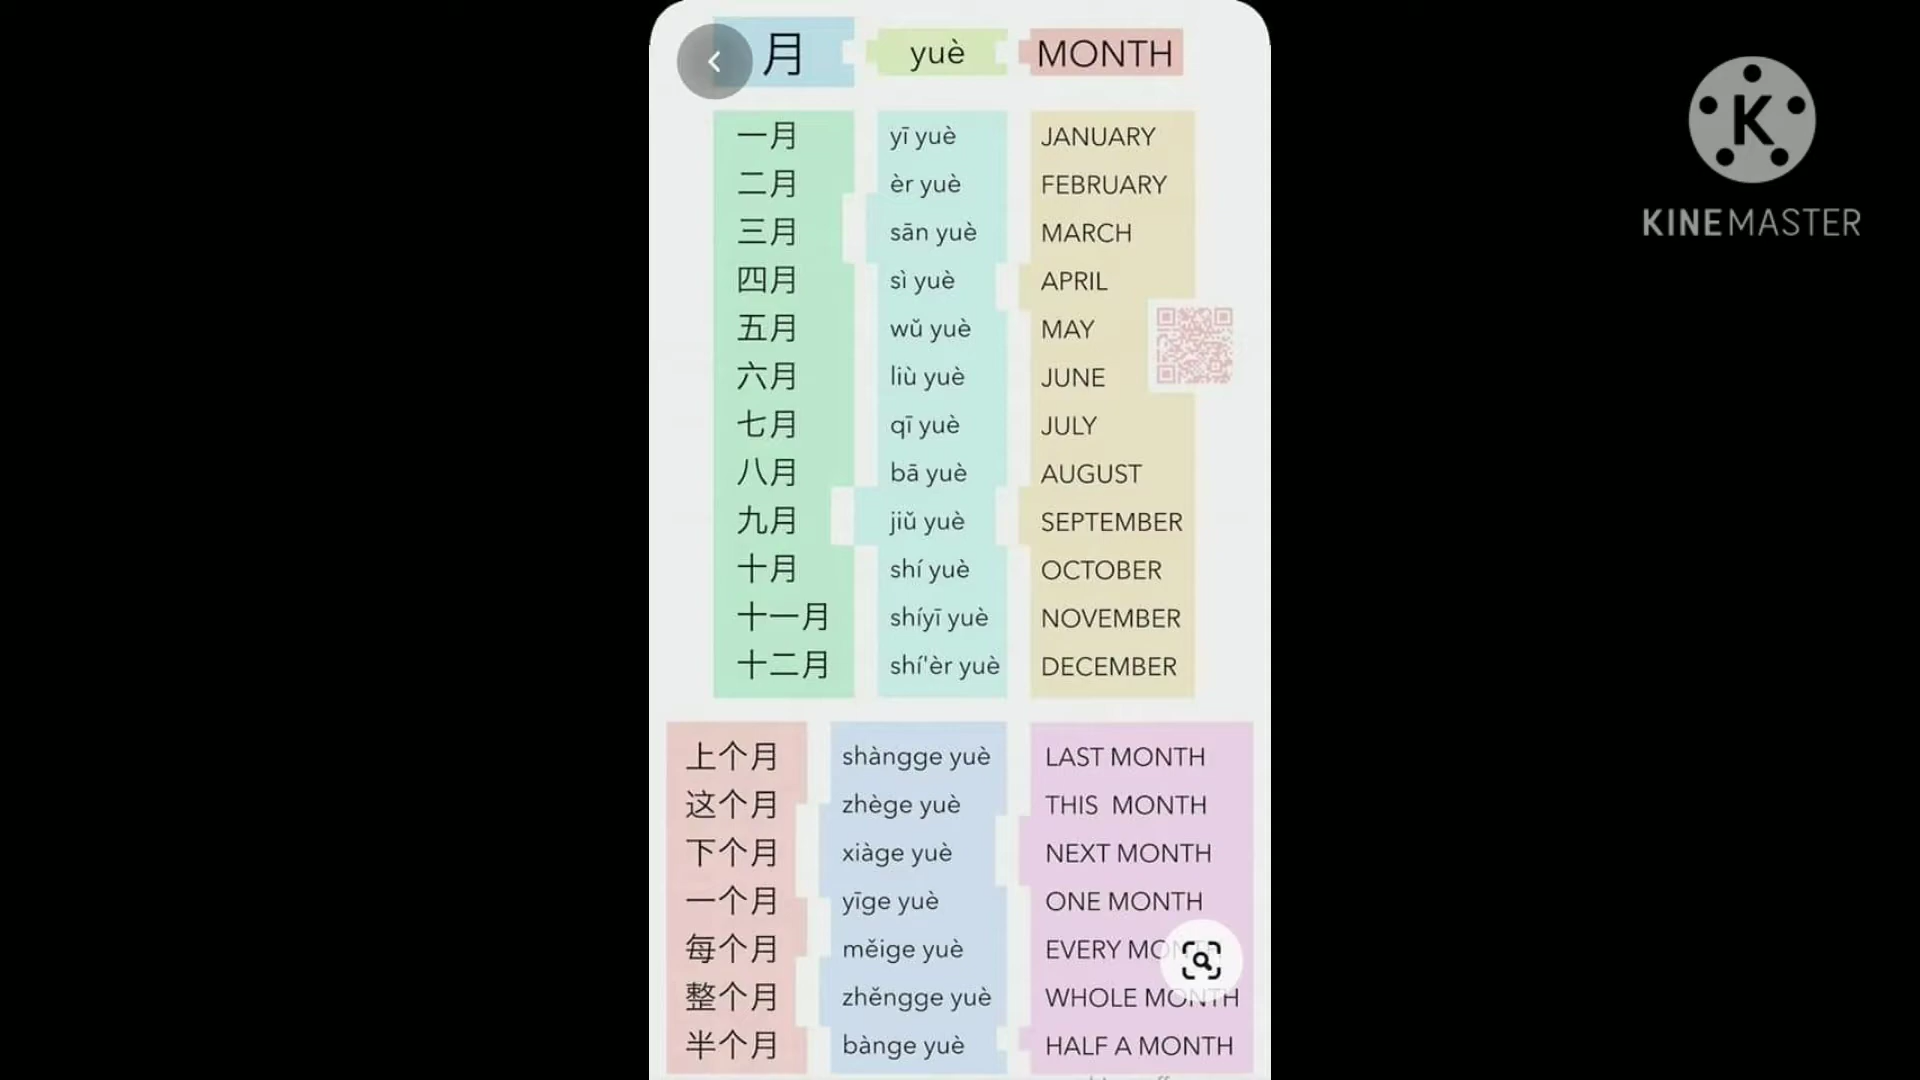 月 yuè MONTH
一月 yī yuè JANUARY
二月 èr yuè FEBRUARY
三月 sān yuè MARCH
四月 sì yuè APRIL
五月 wǔ yuè MAY
六月 liù yuè JUNE
七月 qī yuè JULY
八月 bā yuè AUGUST
九月 jiǔ yuè SEPTEMBER
十月 shí yuè OCTOBER
十一月 shíyī yuè NOVEMBER
十二月 shí'èr yuè DECEMBER
上个月 shàngge yuè LAST MONTH
这个月 zhège yuè THIS MONTH
下个月 xiàge yuè NEXT MONTH
一个月 yīge yuè ONE MONTH
每个月 měige yuè EVERY MONTH
整个月 zhěngge yuè WHOLE MONTH
半个月 bànge yuè HALF A MONTH
K
KINEMASTER